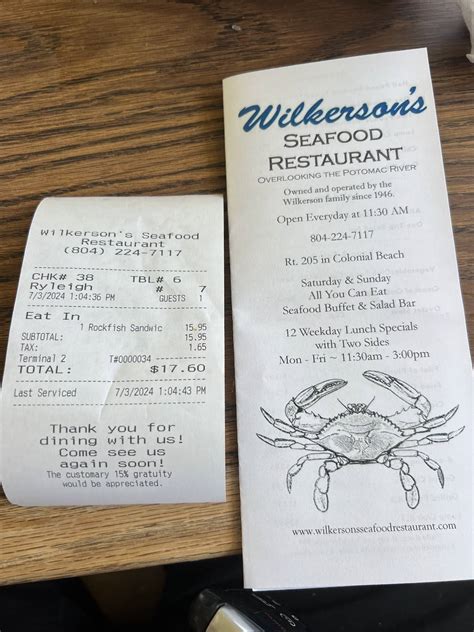 Wilkerson's Seafood
Restaurant
(804) 224-7117
CHK# 38 TBL# 6
Ryleigh # 7
7/3/2024 1:04:36 PM GUESTS 1
Eat In
1 Rockfish Sandwic 15.95
SUBTOTAL: 15.95
TAX: 1.65
Terminal 2 T#0000034
TOTAL: $17.60
Last Serviced 7/3/2024 1:04:43 PM
Thank you for
dining with us!
Come see us
again soon!
The customary 15% gratuity
would be appreciated.
Wilkerson's
SEAFOOD
RESTAURANT
OVERLOOKING THE POTOMAC RIVER
Owned and operated by the
Wilkerson family since 1946.
Open Everyday at 11:30 AM
804-224-7117
Rt. 205 in Colonial Beach
Saturday & Sunday
All You Can Eat
Seafood Buffet & Salad Bar
12 Weekday Lunch Specials
with Two Sides
Mon - Fri ~ 11:30am - 3:00pm
www.wilkersonsseafoodrestaurant.com